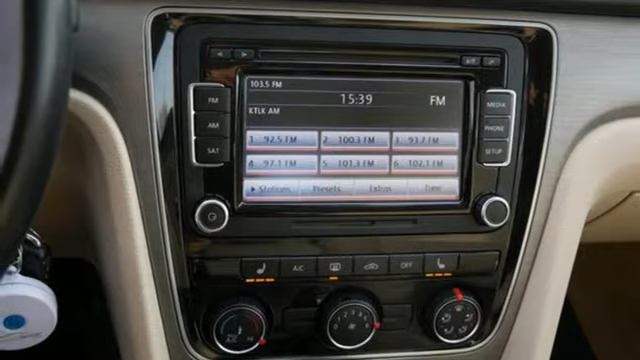 103.5 FM
15:39
FM
KTLK AM
FM
AM
SAT
MEDIA
PHONE
SETUP
1 92.5 FM 2 100.3 FM 3 93.7 FM
4 97.1 FM 5 101.3 FM 6 102.1 FM
Stations Presets Extras Tune
A/C OFF